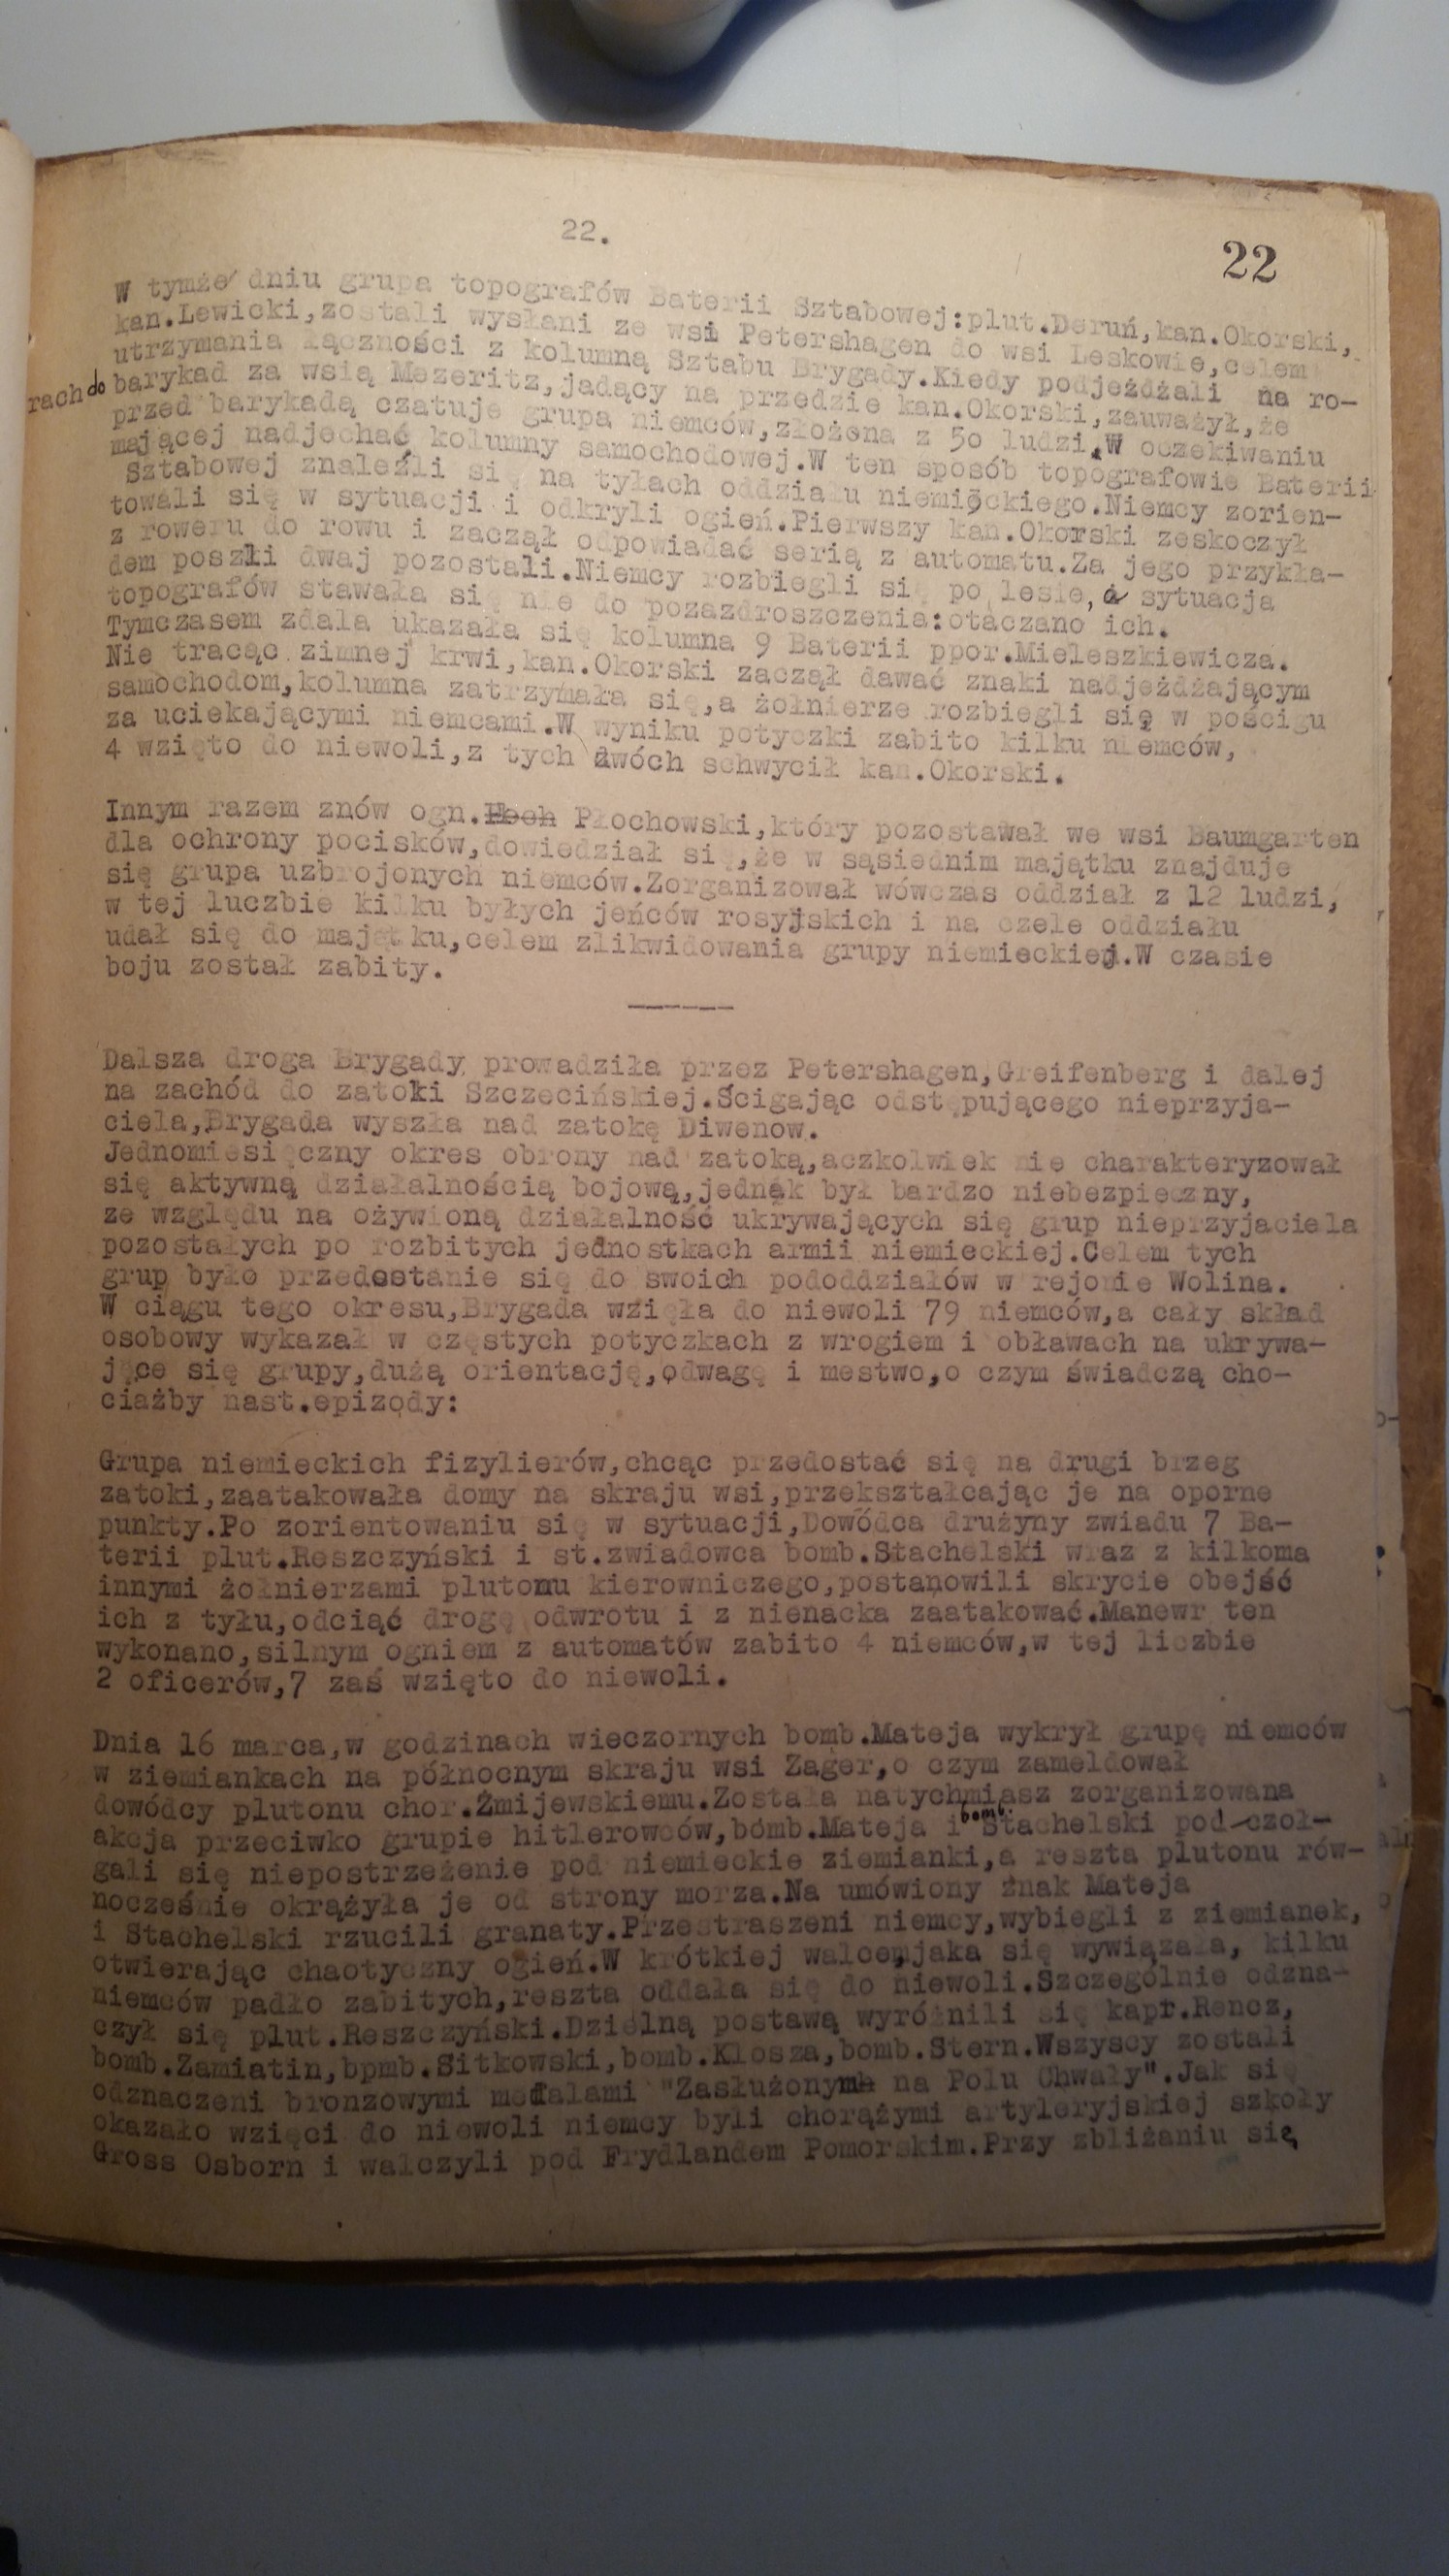 22.
22
W tymże dniu grupa topografów Baterii Sztabowej:plut.Deruń,kan.Okorski,
kan.Lewicki,zostali wysłani ze wsi Petershagen do wsi Leskowie,celem
utrzymania łączności z kolumną Sztabu Brygady.Kiedy podjeżdżali na ro-
rach do barykad za wsią Mezeritz,jadący na przedzie kan.Okorski,zauważył,że
przed barykadą czatuje grupa niemców,złożona z 50 ludzi.W oczekiwaniu
mającej nadjechać kolumny samochodowej.W ten sposób topografowie Baterii
Sztabowej znaleźli się na tyłach oddziału niemieckiego.Niemcy zorien-
towali się w sytuacji i odkryli ogień.Pierwszy kan.Okorski zeskoczył
z roweru do rowu i zaczął odpowiadać serią z automatu.Za jego przykła-
dem poszli dwaj pozostali.Niemcy rozbiegli się po lesie,a sytuacja
topografów stawała się nie do pozazdroszczenia:otaczano ich.
Tymczasem zdala ukazała się kolumna 9 Baterii ppor.Mieleszkiewicza.
Nie tracąc zimnej krwi,kan.Okorski zaczął dawać znaki nadjeżdżającym
samochodom,kolumna zatrzymała się,a żołnierze rozbiegli się w pościgu
za uciekającymi niemcami.W wyniku potyczki zabito kilku niemców,
4 wzięto do niewoli,z tych dwóch schwycił kan.Okorski.
Innym razem znów ogn. Płochowski,który pozostawał we wsi Baumgarten
dla ochrony pocisków,dowiedział się,że w sąsiednim majątku znajduje
się grupa uzbrojonych niemców.Zorganizował wówczas oddział z 12 ludzi,
w tej luczbie kilku byłych jeńców rosyjskich i na czele oddziału
udał się do majątku,celem zlikwidowania grupy niemieckiej.W czasie
boju został zabity.
------
Dalsza droga Brygady prowadziła przez Petershagen,Greifenberg i dalej
na zachód do zatoki Szczecińskiej.Ścigając odstępującego nieprzyja-
ciela,Brygada wyszła nad zatokę Diwenow.
Jednomiesięczny okres obrony nad zatoką,aczkolwiek nie charakteryzował
się aktywną działalnością bojową,jednak był bardzo niebezpieczny,
ze względu na ożywioną działalność ukrywających się grup nieprzyjaciela
pozostałych po rozbitych jednostkach armii niemieckiej.Celem tych
grup było przedostanie się do swoich pododdziałów w rejonie Wolina.
W ciągu tego okresu,Brygada wzięła do niewoli 79 niemców,a cały skład
osobowy wykazał w częstych potyczkach z wrogiem i obławach na ukrywa-
jące się grupy,dużą orientację,odwagę i mestwo,o czym świadczą cho-
ciażby nast.epizody:
Grupa niemieckich fizylierów,chcąc przedostać się na drugi brzeg
zatoki,zaatakowała domy na skraju wsi,przekształcając je na oporne
punkty.Po zorientowaniu się w sytuacji,Dowódca drużyny zwiadu 7 Ba-
terii plut.Reszczyński i st.zwiadowca bomb.Stachelski wraz z kilkoma
innymi żołnierzami plutonu kierowniczego,postanowili skrycie obejść
ich z tyłu,odciąć drogę odwrotu i z nienacka zaatakować.Manewr ten
wykonano,silnym ogniem z automatów zabito 4 niemców,w tej liczbie
2 oficerów,7 zaś wzięto do niewoli.
Dnia 16 marca,w godzinach wieczornych bomb.Mateja wykrył grupę niemców
w ziemiankach na północnym skraju wsi Zager,o czym zameldował
dowódcy plutonu chor.Żmijewskiemu.Została natychmiasz zorganizowana
akcja przeciwko grupie hitlerowców,bomb.Mateja i bomb. Stachelski pod-czoł-
gali się niepostrzeżenie pod niemieckie ziemianki,a reszta plutonu rów-
nocześnie okrążyła je od strony morza.Na umówiony znak Mateja
i Stachelski rzucili granaty.Przestraszeni niemcy,wybiegli z ziemianek,
otwierając chaotyczny ogień.W krótkiej walce,jaka się wywiązała, kilku
niemców padło zabitych,reszta oddała się do niewoli.Szczególnie odzna-
czył się plut.Reszczyński.Dzielną postawą wyróżnili się kapr.Rencz,
bomb.Zamiatin,bpmb.Sitkowski,bomb.Klosza,bomb.Stern.Wszyscy zostali
odznaczeni bronzowymi medalami "Zasłużonym na Polu Chwały".Jak się
okazało wzięci do niewoli niemcy byli chorążymi artyleryjskiej szkoły
Gross Osborn i walczyli pod Frydlandem Pomorskim.Przy zbliżaniu się